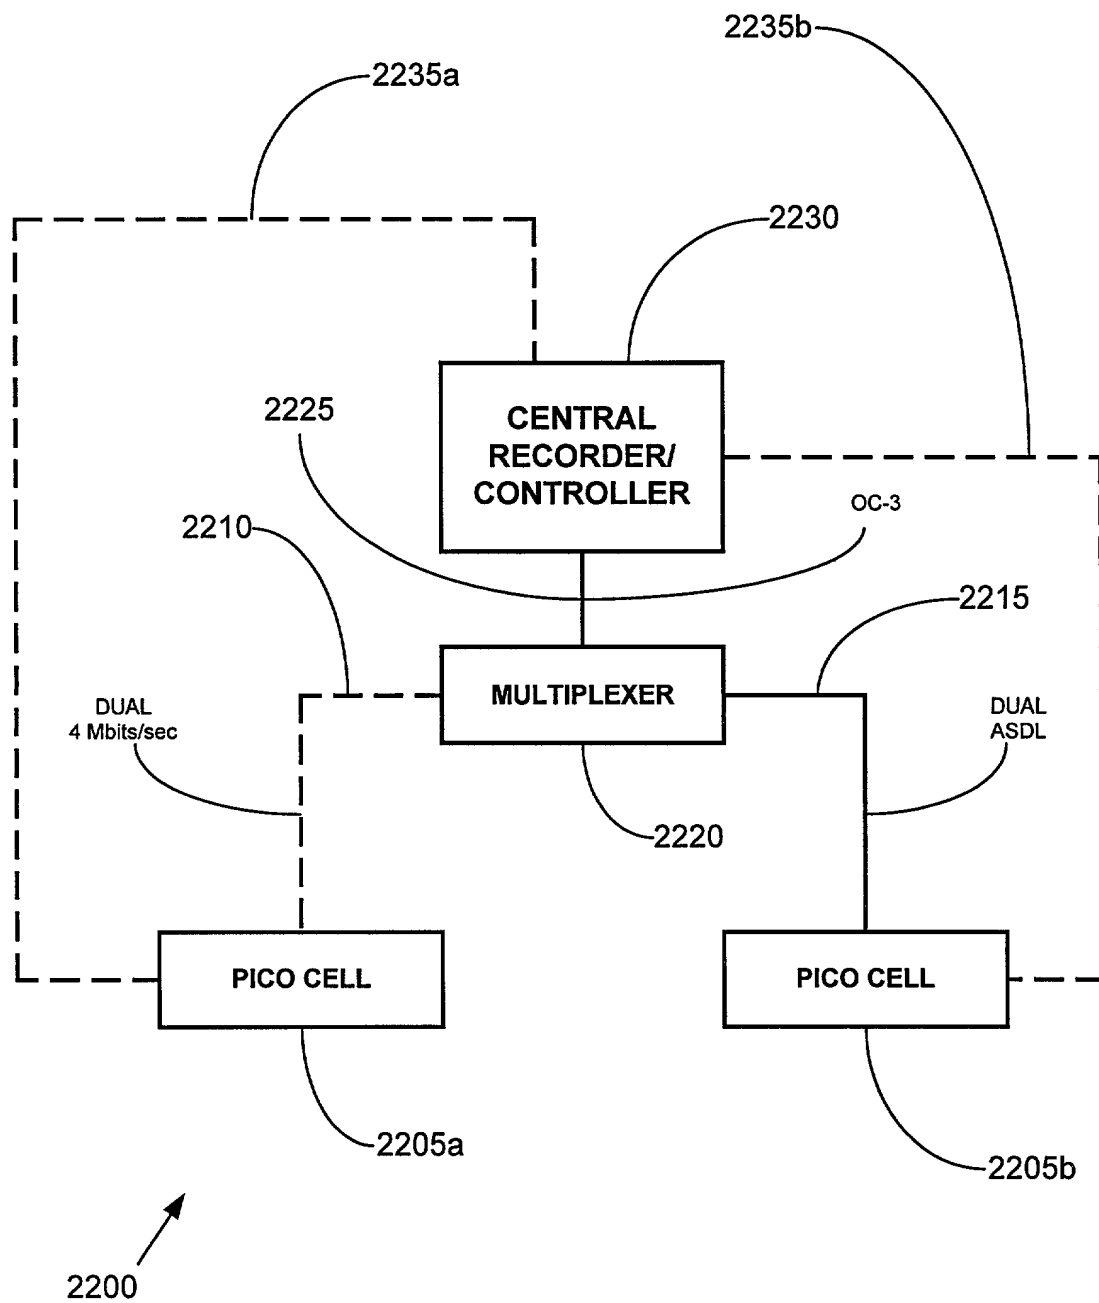 2235b
2235a
2230
CENTRAL
RECORDER/
CONTROLLER
2225
OC-3
2210
2215
MULTIPLEXER
DUAL
4 Mbits/sec
DUAL
ASDL
2220
PICO CELL
PICO CELL
2205a
2205b
2200